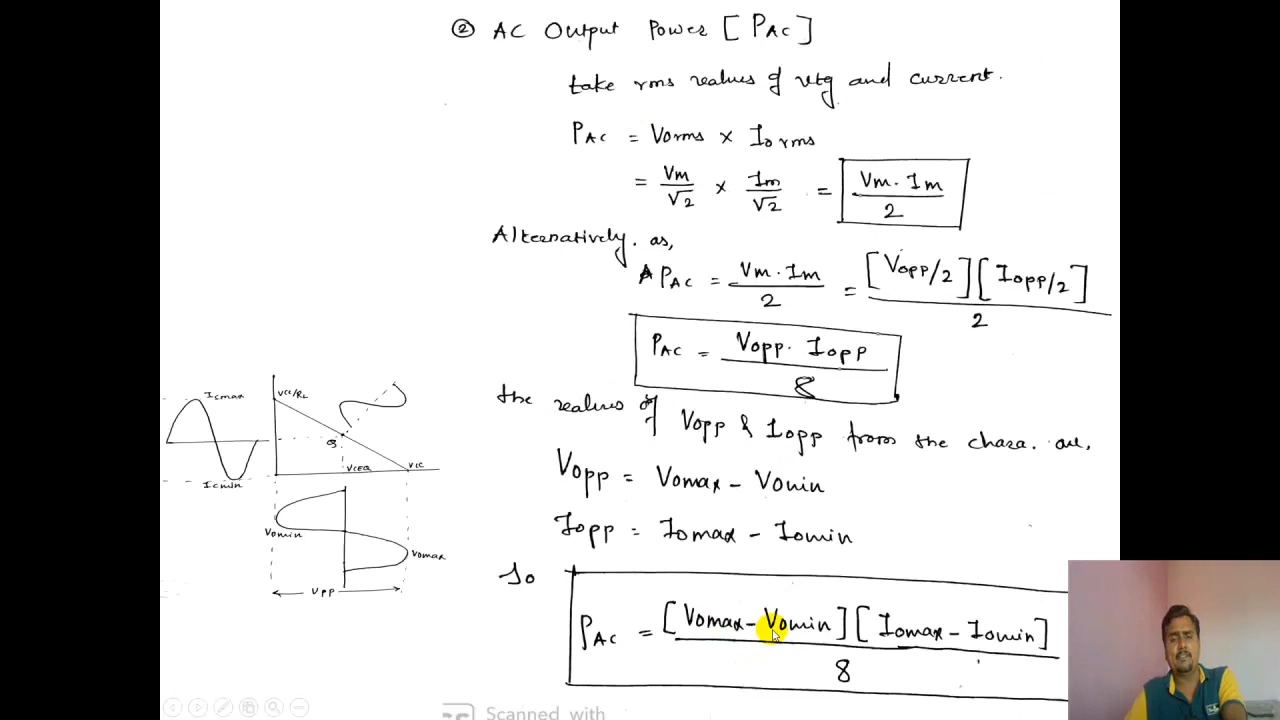 ② AC Output Power [PAC]
take rms values of vtg and current.
PAC = Vorms × Iorms
= Vm/√2 × Im/√2 = Vm. Im/2
Alternatively. as,
PAC = Vm. Im/2 = [Vopp/2][Iopp/2]/2
PAC = Vopp. Iopp/8
the values of Vopp & Iopp from the chara. are,
Vopp = Vomax - Vomin
Iopp = Iomax - Iomin
So
PAC = [Vomax - Vomin][Iomax - Iomin]/8
Icmax
VCC/RL
Q
VCEQ
VCC
Icmin
Vomin
Vomax
VPP
Scanned with